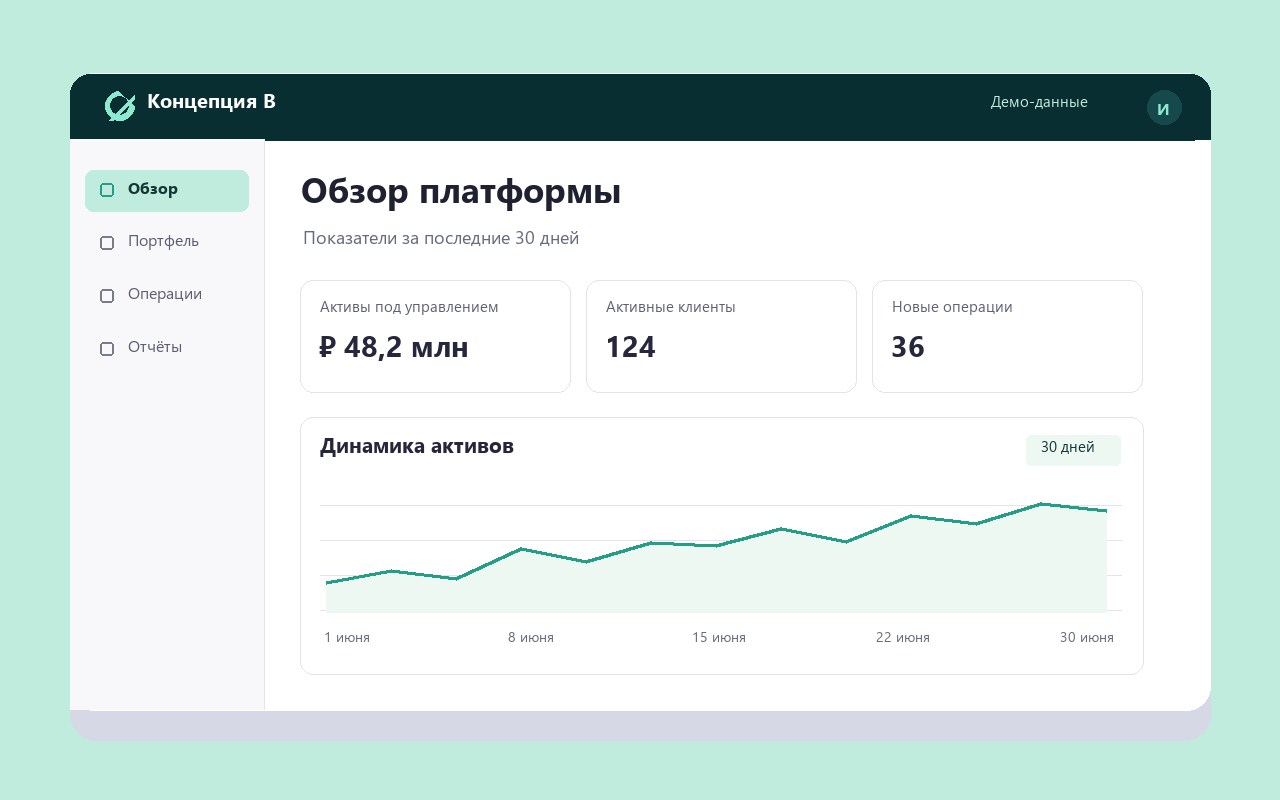 Концепция B
Демо-данные
И
Обзор
Портфель
Операции
Отчёты
Обзор платформы
Показатели за последние 30 дней
Активы под управлением
₽ 48,2 млн
Активные клиенты
124
Новые операции
36
Динамика активов
30 дней
1 июня
8 июня
15 июня
22 июня
30 июня